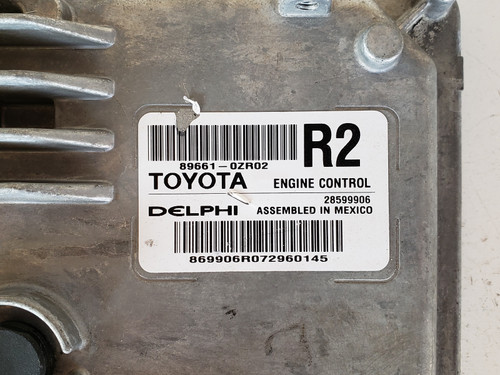 R2
89661-0ZR02
TOYOTA ENGINE CONTROL
28599906
DELPHI ASSEMBLED IN MEXICO
869906R072960145